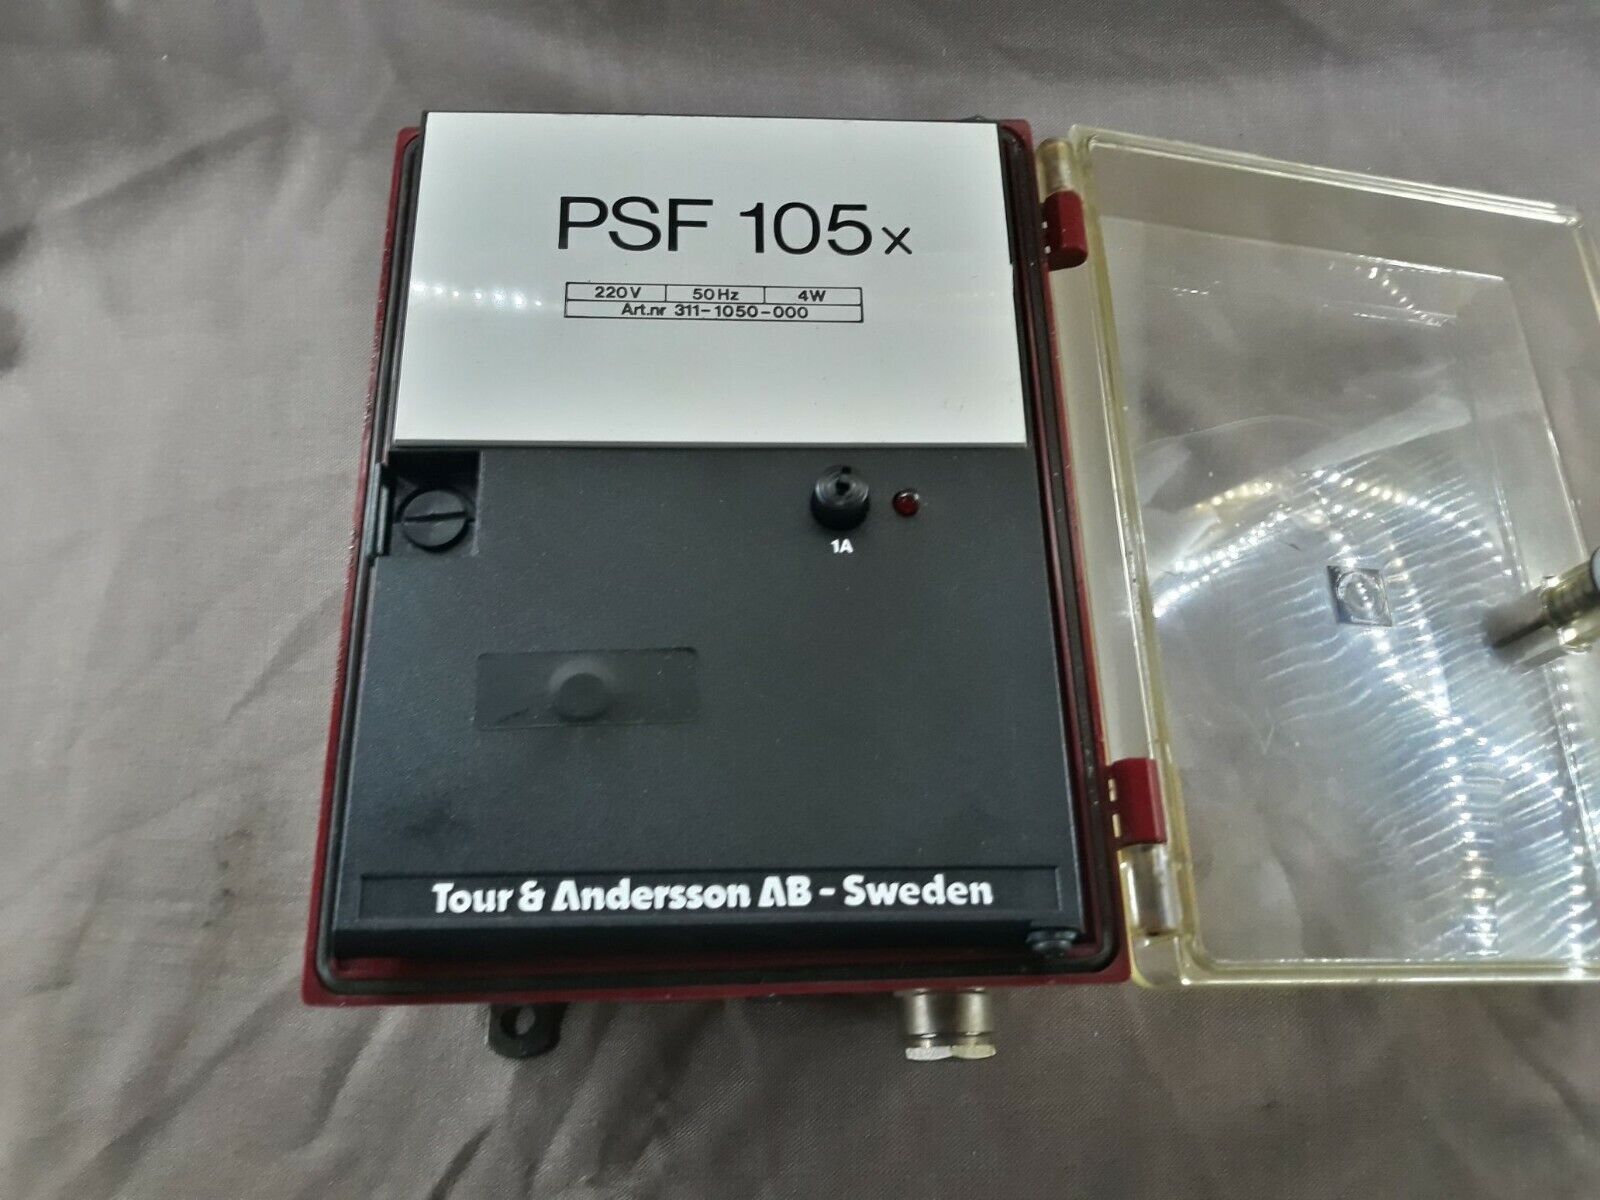 PSF 105x
220V 50Hz 4W
Art.nr 311-1050-000
1A
Tour & Andersson AB - Sweden